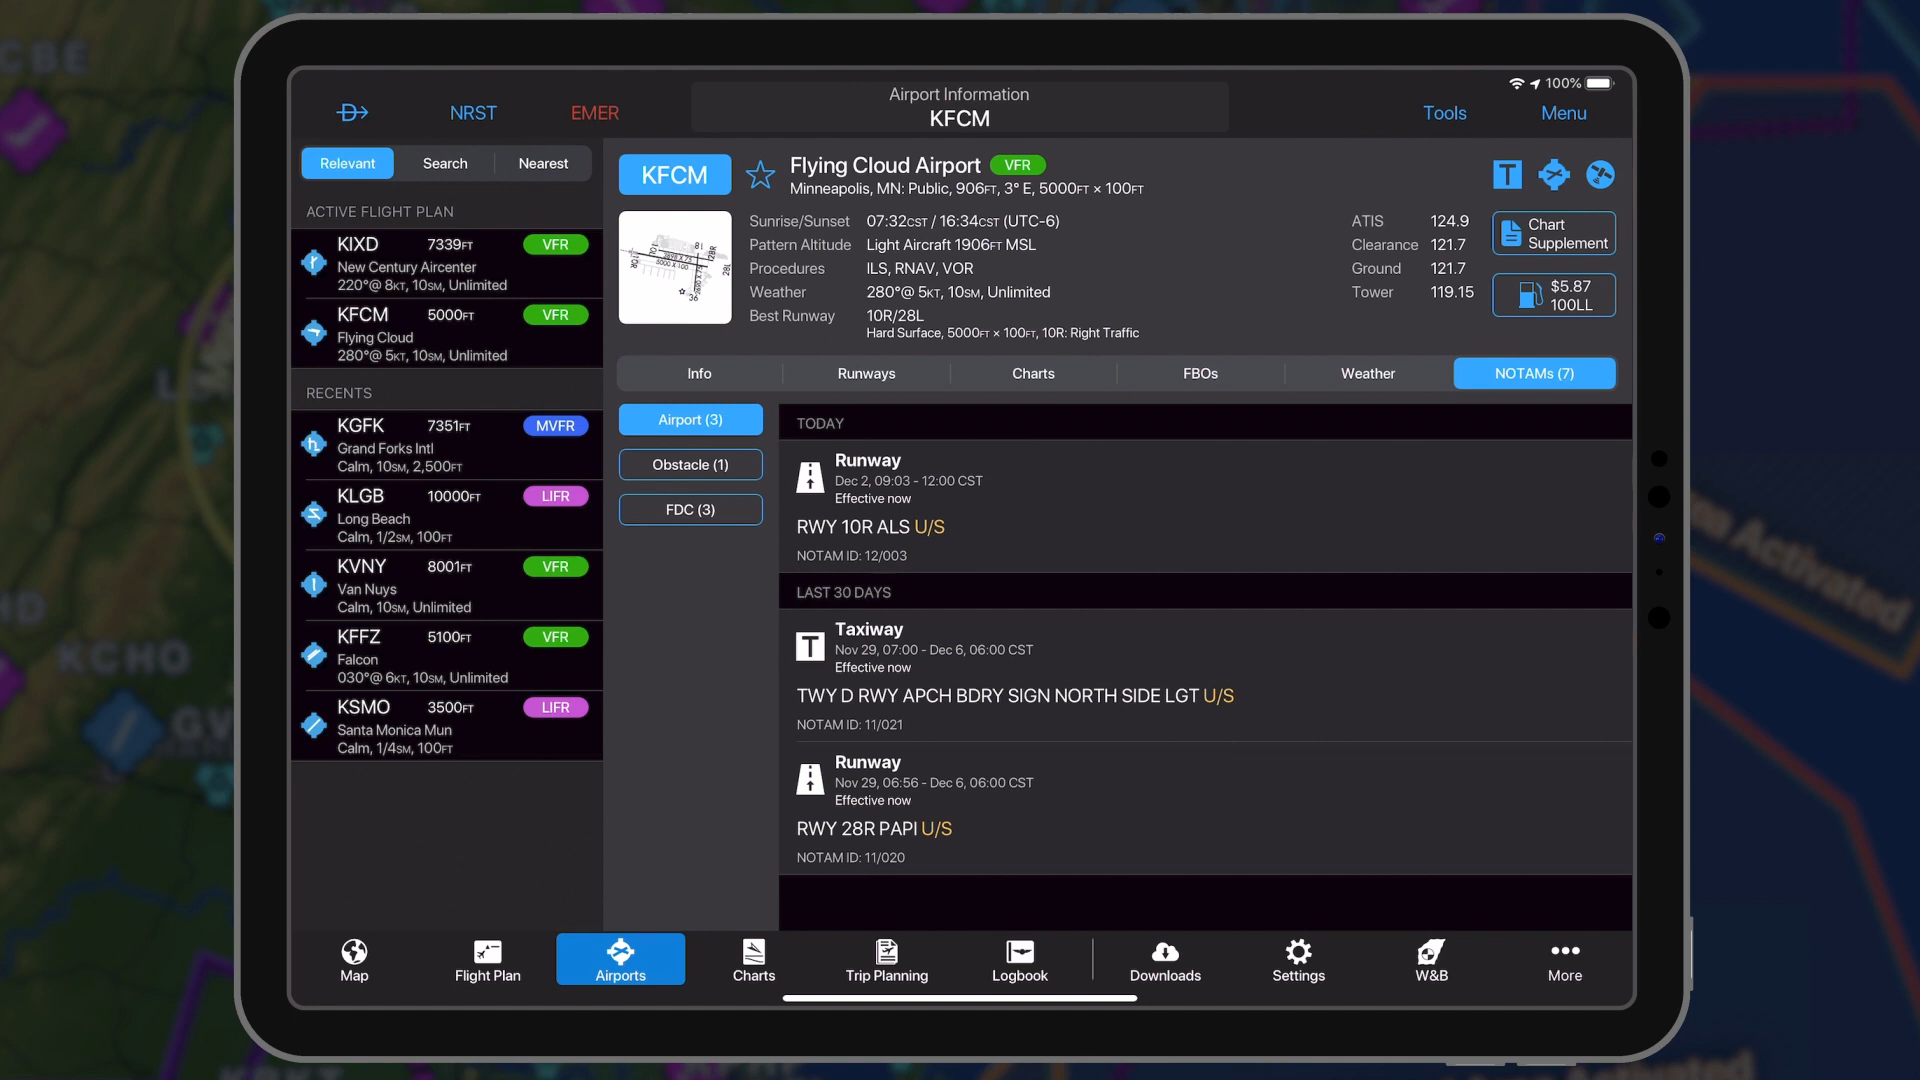 100%
NRST
EMER
Airport Information
KFCM
Tools
Menu
Relevant
Search
Nearest
ACTIVE FLIGHT PLAN
KIXD 7339FT VFR
New Century Aircenter
220°@ 8KT, 10SM, Unlimited
KFCM 5000FT VFR
Flying Cloud
280°@ 5KT, 10SM, Unlimited
RECENTS
KGFK 7351FT MVFR
Grand Forks Intl
Calm, 10SM, 2,500FT
KLGB 10000FT LIFR
Long Beach
Calm, 1/2SM, 100FT
KVNY 8001FT VFR
Van Nuys
Calm, 10SM, Unlimited
KFFZ 5100FT VFR
Falcon
030°@ 6KT, 10SM, Unlimited
KSMO 3500FT LIFR
Santa Monica Mun
Calm, 1/4SM, 100FT
KFCM
Flying Cloud Airport VFR
Minneapolis, MN: Public, 906FT, 3° E, 5000FT × 100FT
T
Sunrise/Sunset 07:32CST / 16:34CST (UTC-6)
Pattern Altitude Light Aircraft 1906FT MSL
Procedures ILS, RNAV, VOR
Weather 280°@ 5KT, 10SM, Unlimited
Best Runway 10R/28L
Hard Surface, 5000FT × 100FT, 10R: Right Traffic
ATIS 124.9
Clearance 121.7
Ground 121.7
Tower 119.15
Chart
Supplement
$5.87
100LL
10L
18
28R
10R
5000 X 100
28L
36
Info
Runways
Charts
FBOs
Weather
NOTAMs (7)
Airport (3)
Obstacle (1)
FDC (3)
TODAY
Runway
Dec 2, 09:03 - 12:00 CST
Effective now
RWY 10R ALS U/S
NOTAM ID: 12/003
LAST 30 DAYS
T
Taxiway
Nov 29, 07:00 - Dec 6, 06:00 CST
Effective now
TWY D RWY APCH BDRY SIGN NORTH SIDE LGT U/S
NOTAM ID: 11/021
Runway
Nov 29, 06:56 - Dec 6, 06:00 CST
Effective now
RWY 28R PAPI U/S
NOTAM ID: 11/020
Map
Flight Plan
Airports
Charts
Trip Planning
Logbook
Downloads
Settings
W&B
More
KCHO
Activated